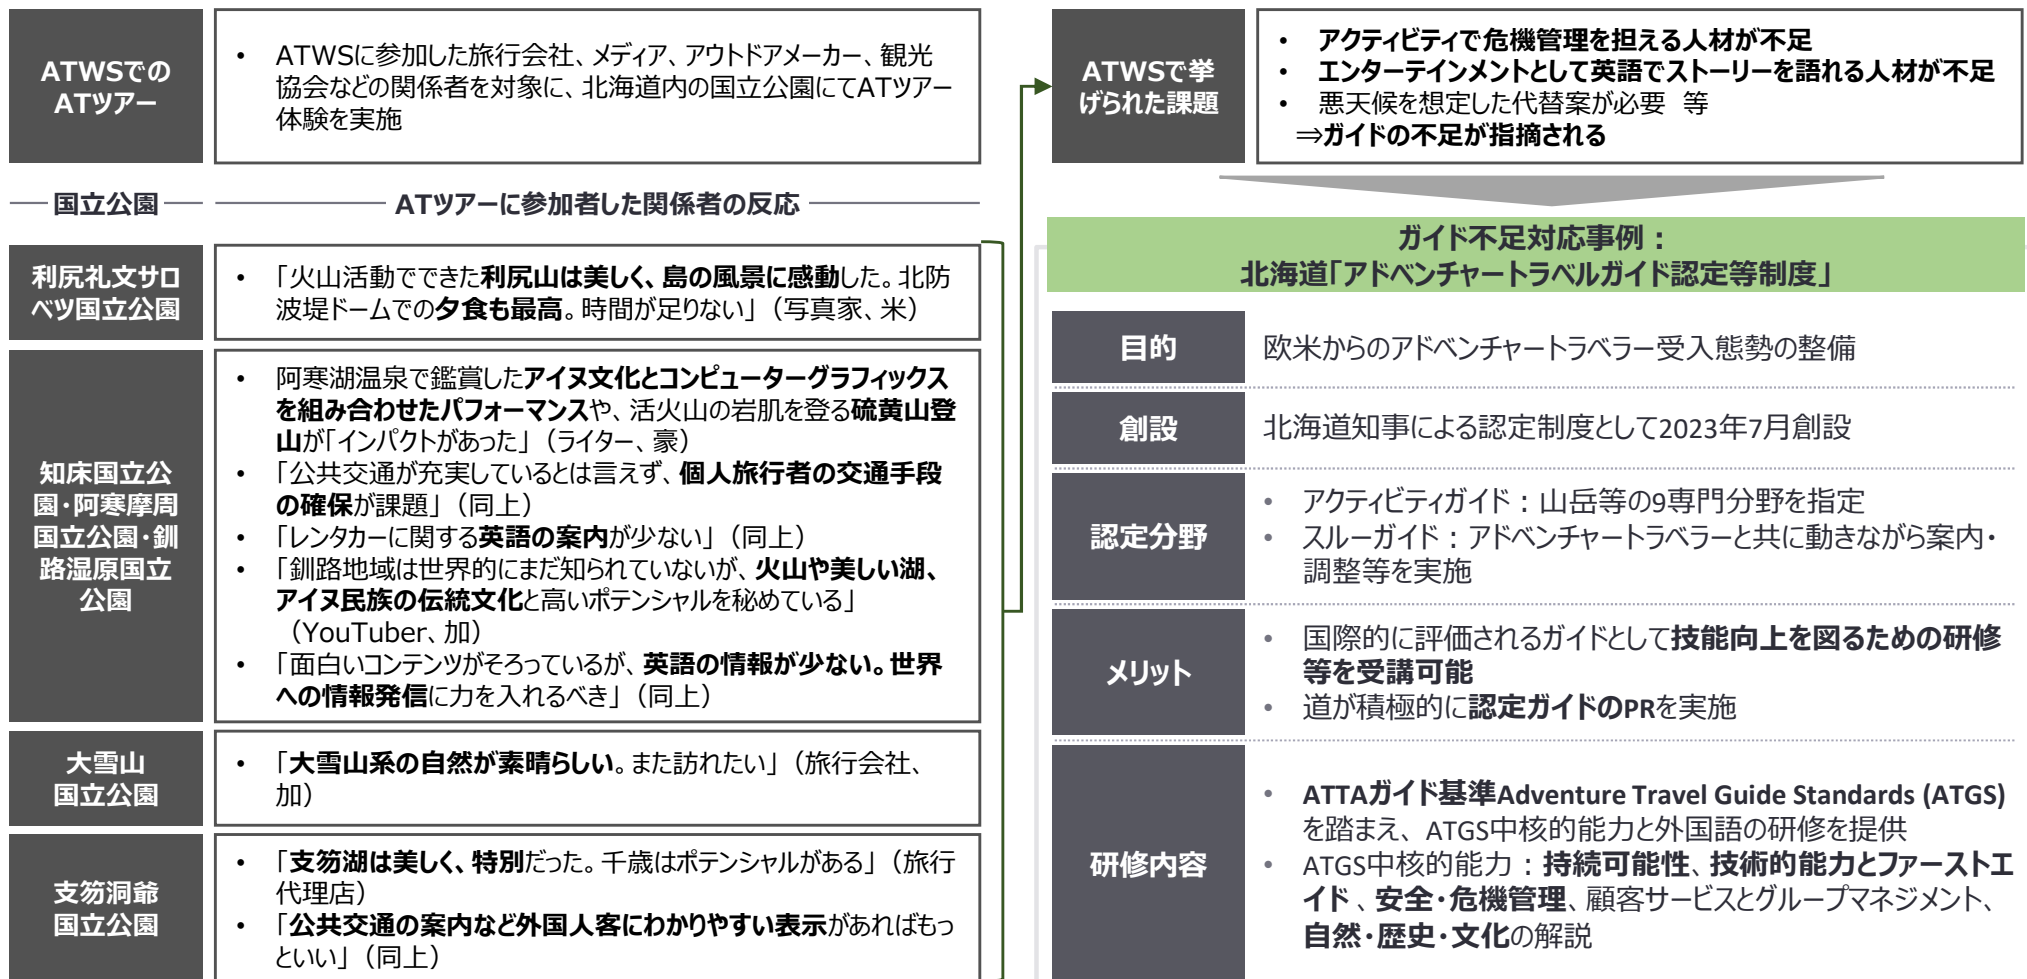 ATWSでの
ATツアー
• ATWSに参加した旅行会社、メディア、アウトドアメーカー、観光
協会などの関係者を対象に、北海道内の国立公園にてATツアー
体験を実施
国立公園
ATツアーに参加者した関係者の反応
利尻礼文サロ
ベツ国立公園
• 「火山活動でできた利尻山は美しく、島の風景に感動した。北防
波堤ドームでの夕食も最高。時間が足りない」（写真家、米）
知床国立公
園・阿寒摩周
国立公園・釧
路湿原国立
公園
• 阿寒湖温泉で鑑賞したアイヌ文化とコンピューターグラフィックス
を組み合わせたパフォーマンスや、活火山の岩肌を登る硫黄山登
山が「インパクトがあった」（ライター、豪）
• 「公共交通が充実しているとは言えず、個人旅行者の交通手段
の確保が課題」（同上）
• 「レンタカーに関する英語の案内が少ない」（同上）
• 「釧路地域は世界的にまだ知られていないが、火山や美しい湖、
アイヌ民族の伝統文化と高いポテンシャルを秘めている」
（YouTuber、加）
• 「面白いコンテンツがそろっているが、英語の情報が少ない。世界
への情報発信に力を入れるべき」（同上）
大雪山
国立公園
• 「大雪山系の自然が素晴らしい。また訪れたい」（旅行会社、
加）
支笏洞爺
国立公園
• 「支笏湖は美しく、特別だった。千歳はポテンシャルがある」（旅行
代理店）
• 「公共交通の案内など外国人客にわかりやすい表示があればもっ
といい」（同上）
ATWSで挙
げられた課題
• アクティビティで危機管理を担える人材が不足
• エンターテインメントとして英語でストーリーを語れる人材が不足
• 悪天候を想定した代替案が必要 等
⇒ガイドの不足が指摘される
ガイド不足対応事例：
北海道「アドベンチャートラベルガイド認定等制度」
目的
欧米からのアドベンチャートラベラー受入態勢の整備
創設
北海道知事による認定制度として2023年7月創設
認定分野
• アクティビティガイド：山岳等の9専門分野を指定
• スルーガイド：アドベンチャートラベラーと共に動きながら案内・
調整等を実施
メリット
• 国際的に評価されるガイドとして技能向上を図るための研修
等を受講可能
• 道が積極的に認定ガイドのPRを実施
研修内容
• ATTAガイド基準Adventure Travel Guide Standards (ATGS)
を踏まえ、ATGS中核的能力と外国語の研修を提供
• ATGS中核的能力：持続可能性、技術的能力とファーストエ
イド、安全・危機管理、顧客サービスとグループマネジメント、
自然・歴史・文化の解説